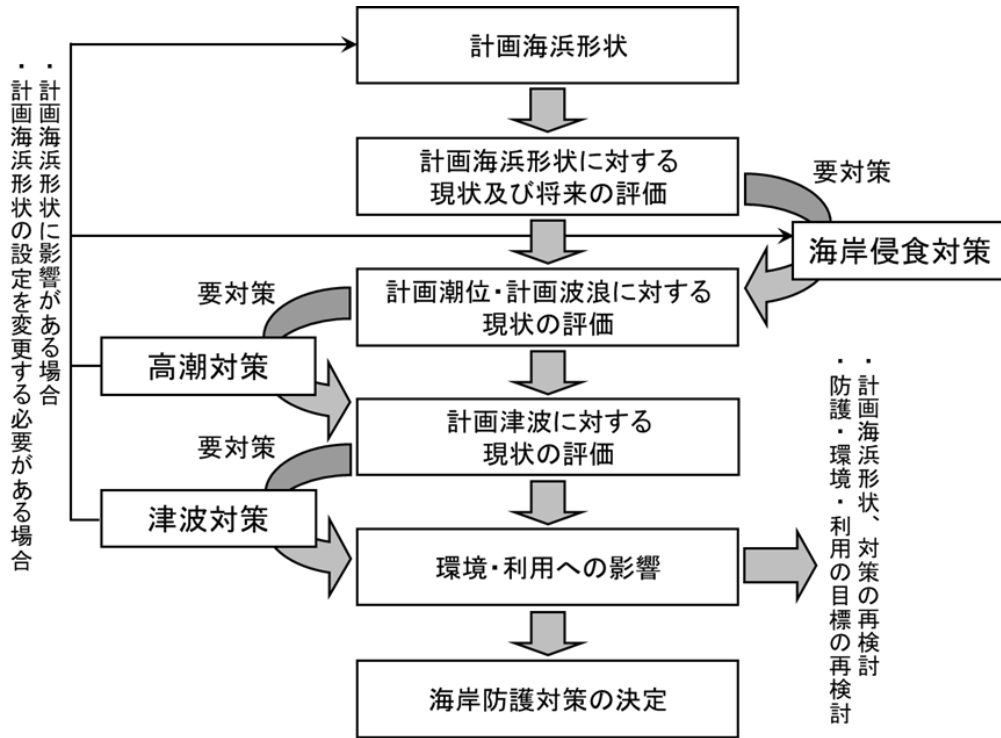 計画海浜形状
計画海浜形状に対する
現状及び将来の評価
要対策
海岸侵食対策
計画潮位・計画波浪に対する
現状の評価
要対策
高潮対策
計画津波に対する
現状の評価
要対策
津波対策
環境・利用への影響
海岸防護対策の決定
・計画海浜形状に影響がある場合
・計画海浜形状の設定を変更する必要がある場合
・計画海浜形状、対策の再検討
・防護・環境・利用の目標の再検討